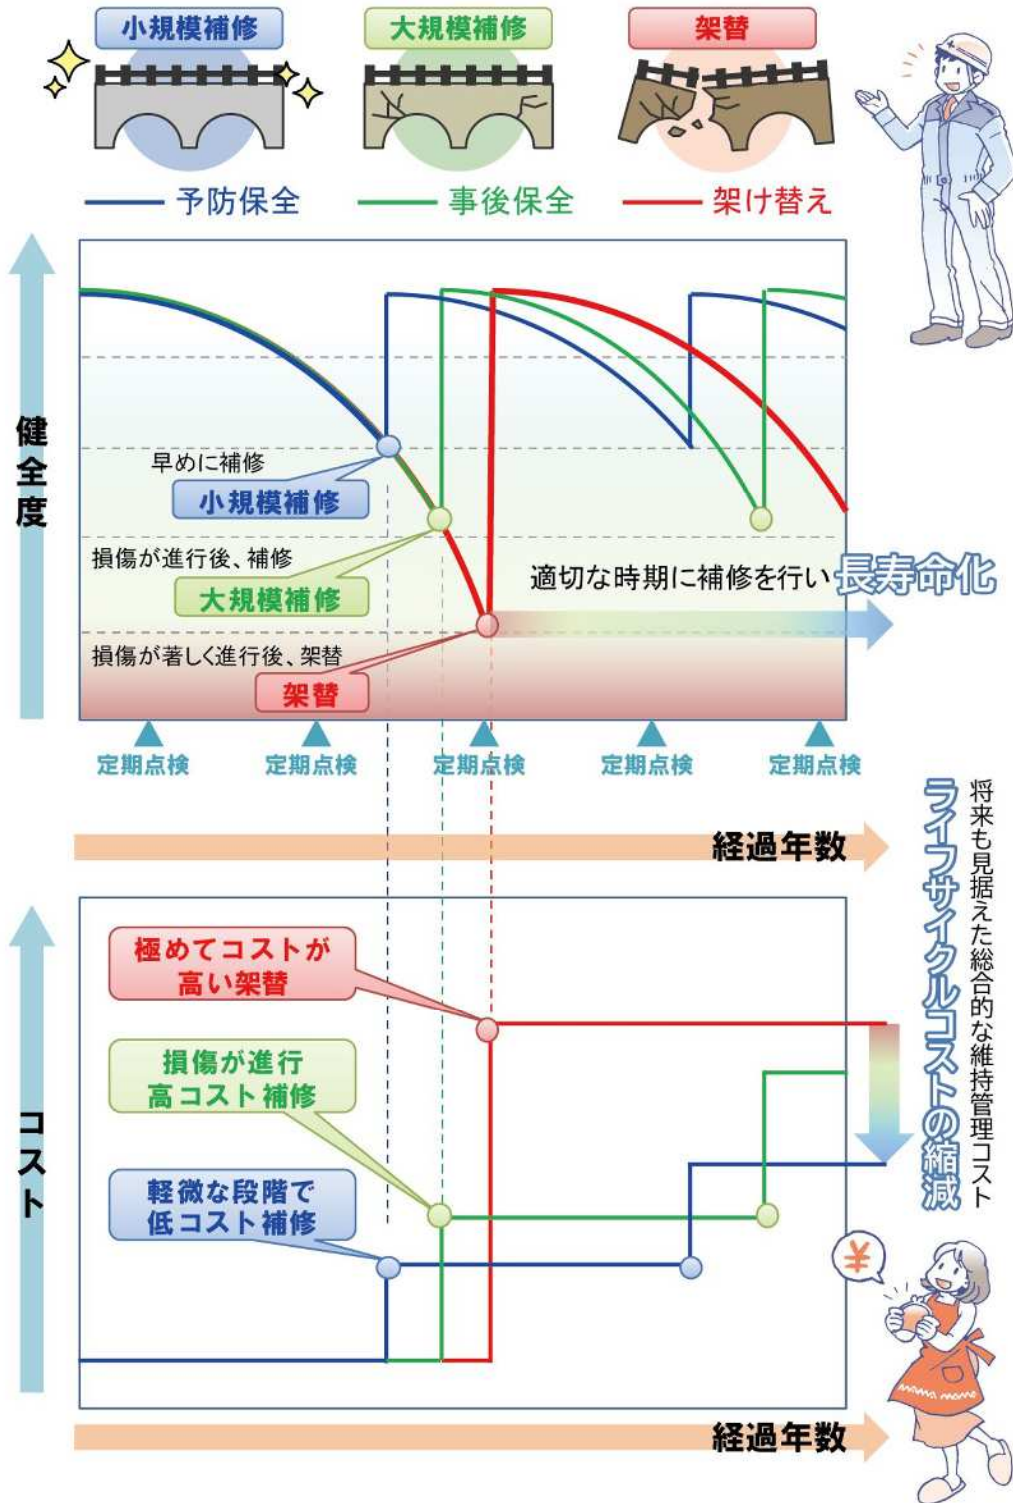 小規模補修
大規模補修
架替
予防保全
事後保全
架け替え
健全度
早めに補修
小規模補修
損傷が進行後、補修
大規模補修
損傷が著しく進行後、架替
架替
適切な時期に補修を行い 長寿命化
定期点検
定期点検
定期点検
定期点検
定期点検
経過年数
将来も見据えた総合的な維持管理コスト
ライフサイクルコストの縮減
コスト
極めてコストが
高い架替
損傷が進行
高コスト補修
軽微な段階で
低コスト補修
¥
経過年数